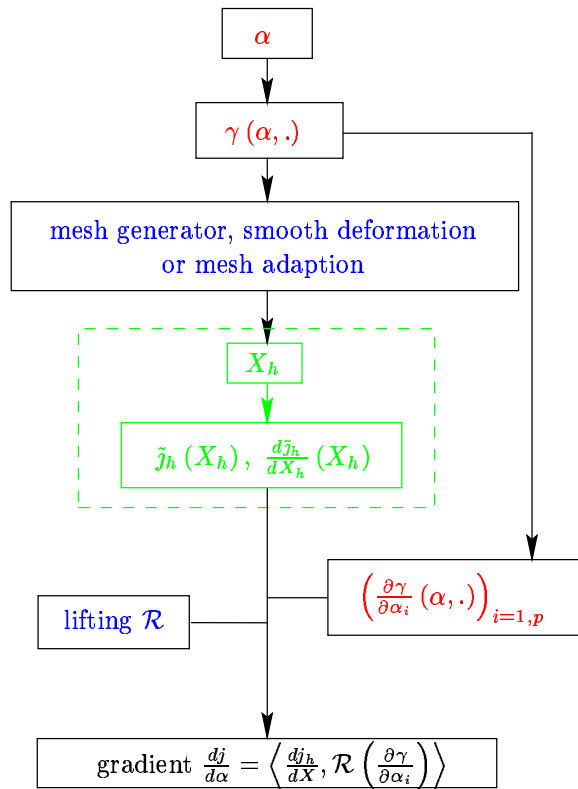 α
γ (α, .)
mesh generator, smooth deformation
or mesh adaption
X_h
j̃_h (X_h) , dj̃_h/dX_h (X_h)
(∂γ/∂α_i (α, .))_{i=1,p}
lifting ℛ
gradient dj/dα = ⟨dj_h/dX, ℛ (∂γ/∂α_i)⟩